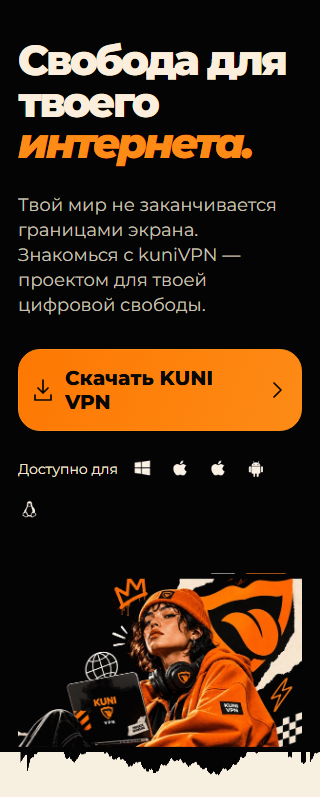 Свобода для
твоего
интернета.
Твой мир не заканчивается
границами экрана.
Знакомься с kuniVPN —
проектом для твоей
цифровой свободы.
Скачать KUNI
VPN
Доступно для
KUNI
VPN
KUNI
VPN